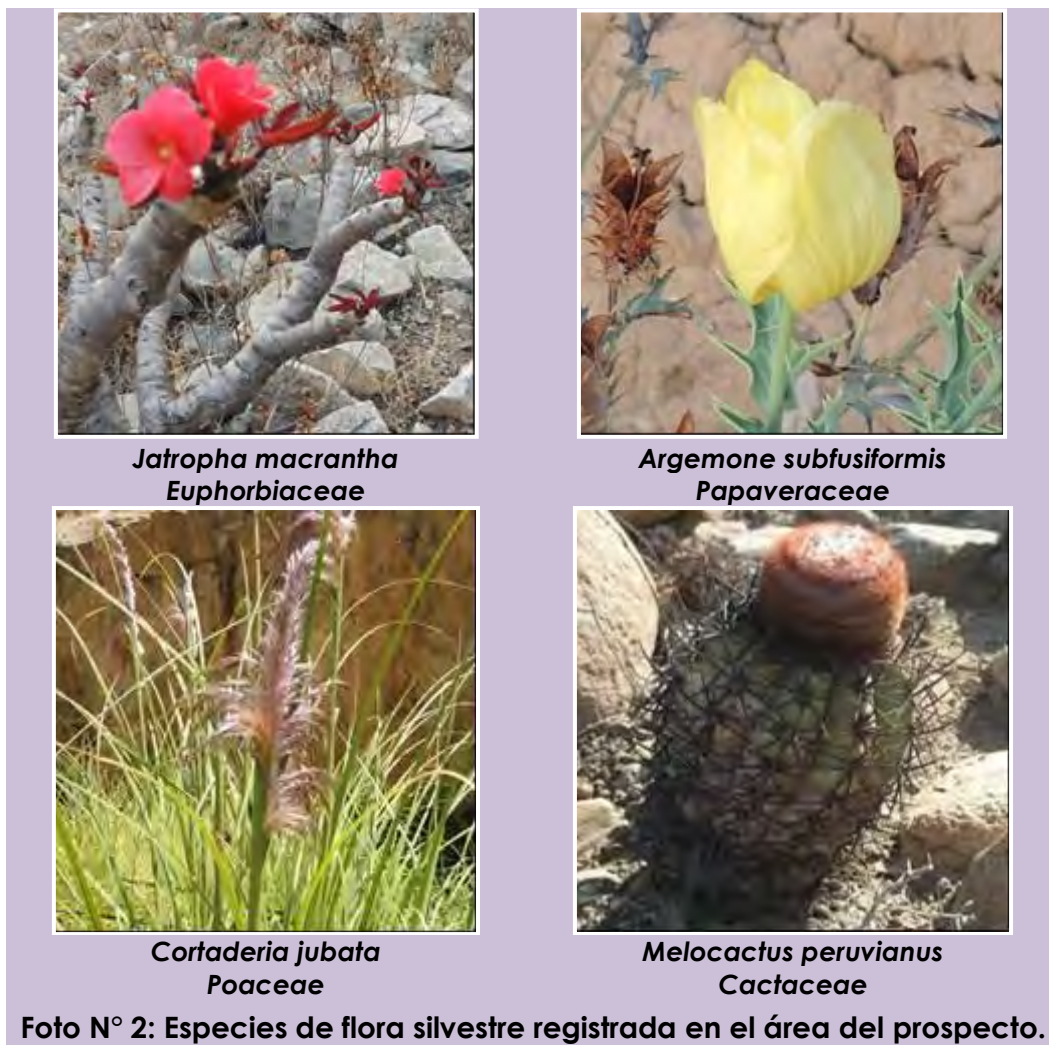 Jatropha macrantha
Euphorbiaceae
Argemone subfusiformis
Papaveraceae
Cortaderia jubata
Poaceae
Melocactus peruvianus
Cactaceae
Foto N° 2: Especies de flora silvestre registrada en el área del prospecto.